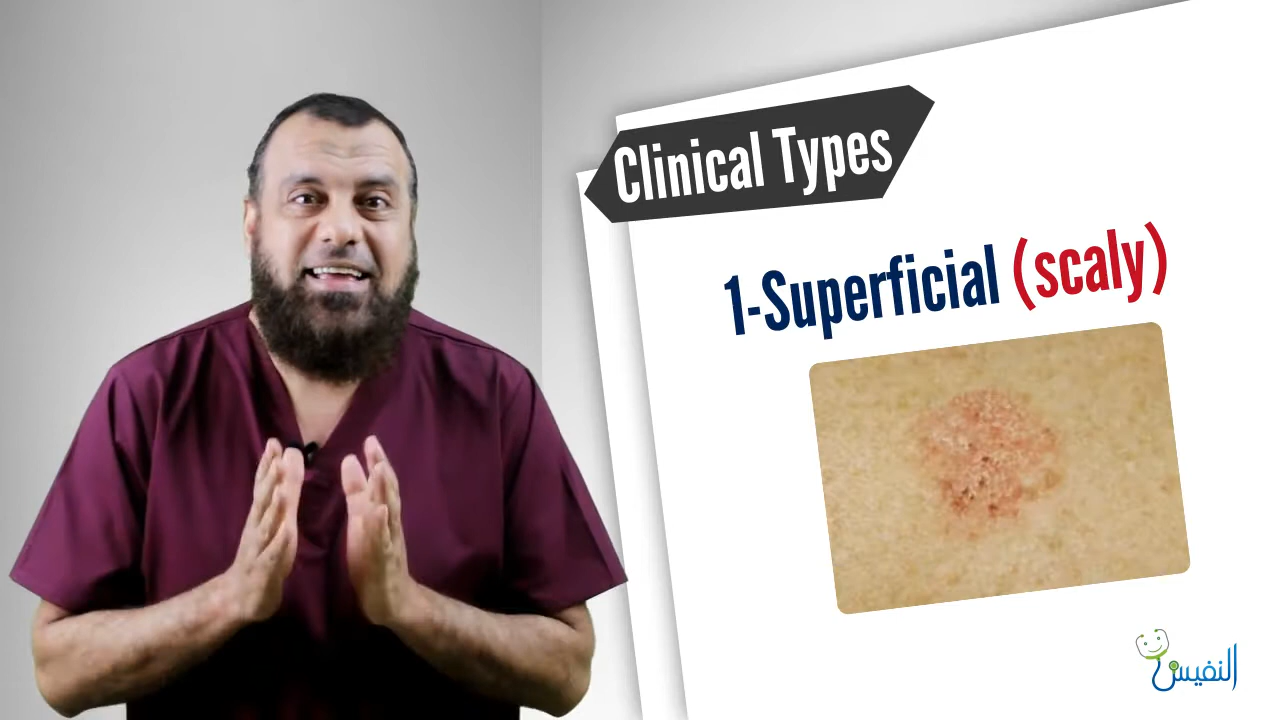 Clinical Types
1-Superficial (scaly)
النفيس